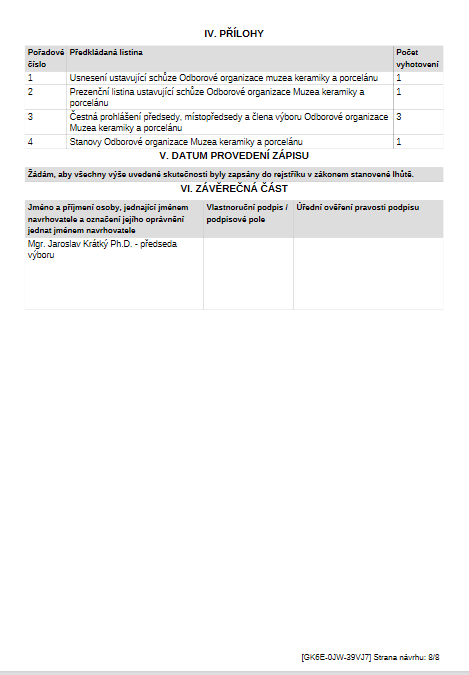 IV. PŘÍLOHY
Pořadové číslo Předkládaná listina Počet vyhotovení
1 Usnesení ustavující schůze Odborové organizace muzea keramiky a porcelánu 1
2 Prezenční listina ustavující schůze Odborové organizace Muzea keramiky a 1
porcelánu
3 Čestná prohlášení předsedy, místopředsedy a člena výboru Odborové organizace 3
Muzea keramiky a porcelánu
4 Stanovy Odborové organizace Muzea keramiky a porcelánu 1
V. DATUM PROVEDENÍ ZÁPISU
Žádám, aby všechny výše uvedené skutečnosti byly zapsány do rejstříku v zákonem stanovené lhůtě.
VI. ZÁVĚREČNÁ ČÁST
Jméno a příjmení osoby, jednající jménem
navrhovatele a označení jejího oprávnění
jednat jménem navrhovatele
Vlastnoruční podpis /
podpisové pole
Úřední ověření pravosti podpisu
Mgr. Jaroslav Krátký Ph.D. - předseda
výboru
[GK6E-0JW-39VJ7] Strana návrhu: 8/8